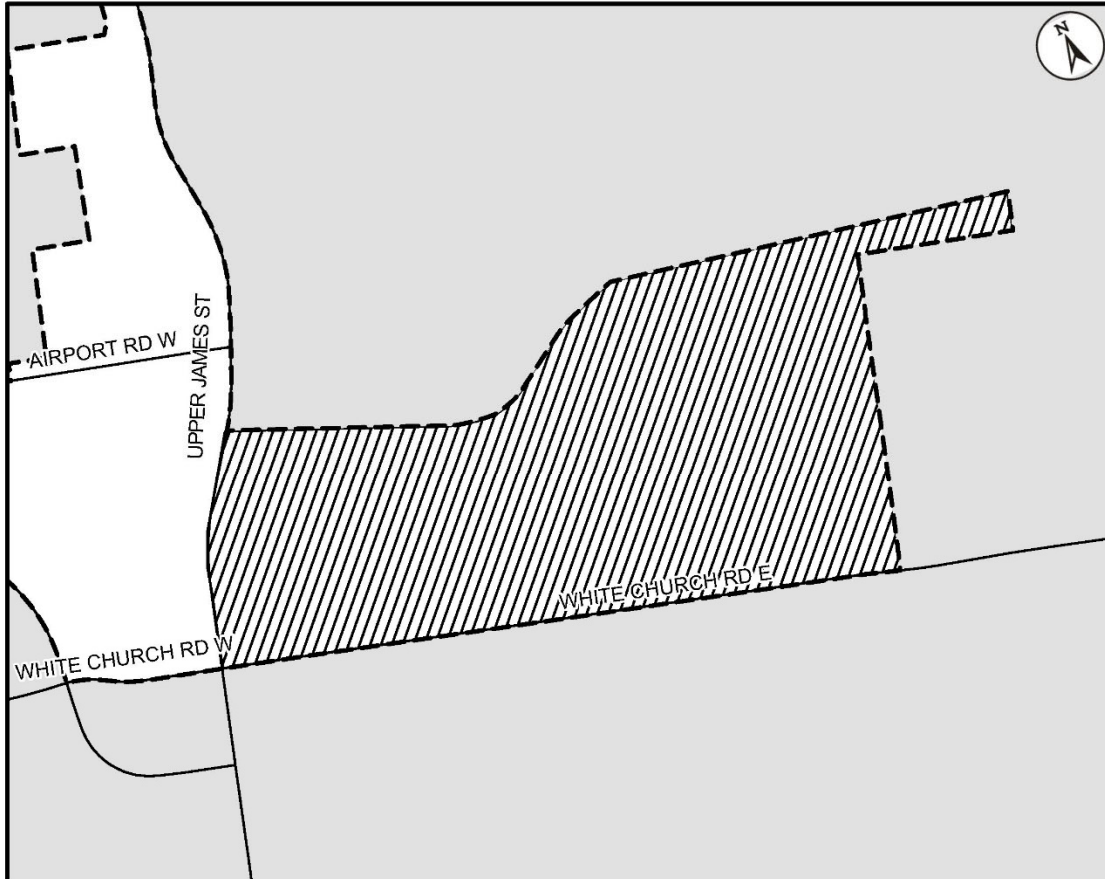 N
AIRPORT RD W
UPPER JAMES ST
WHITE CHURCH RD E
WHITE CHURCH RD W